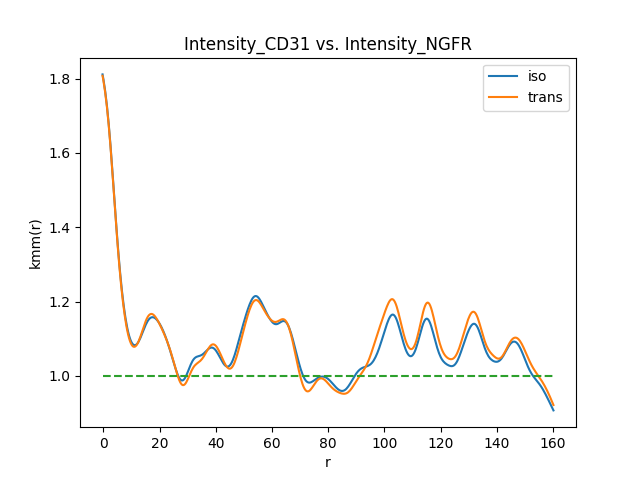 Intensity_CD31 vs. Intensity_NGFR
iso
trans
kmm(r)
1.8
1.6
1.4
1.2
1.0
0 20 40 60 80 100 120 140 160
r